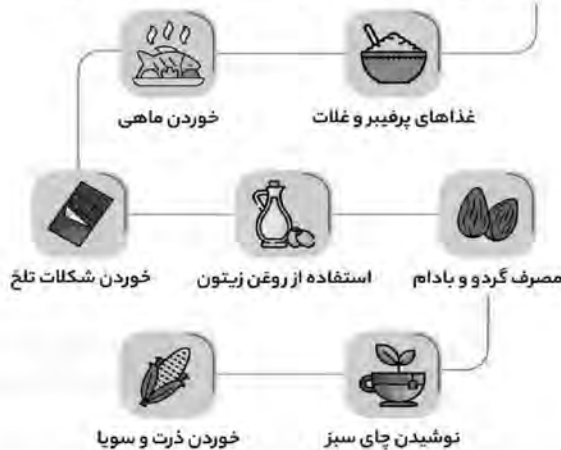 غذاهای پرفیبر و غلات
خوردن ماهی
خوردن شکلات تلخ
استفاده از روغن زیتون
مصرف گردو و بادام
نوشیدن چای سبز
خوردن ذرت و سویا